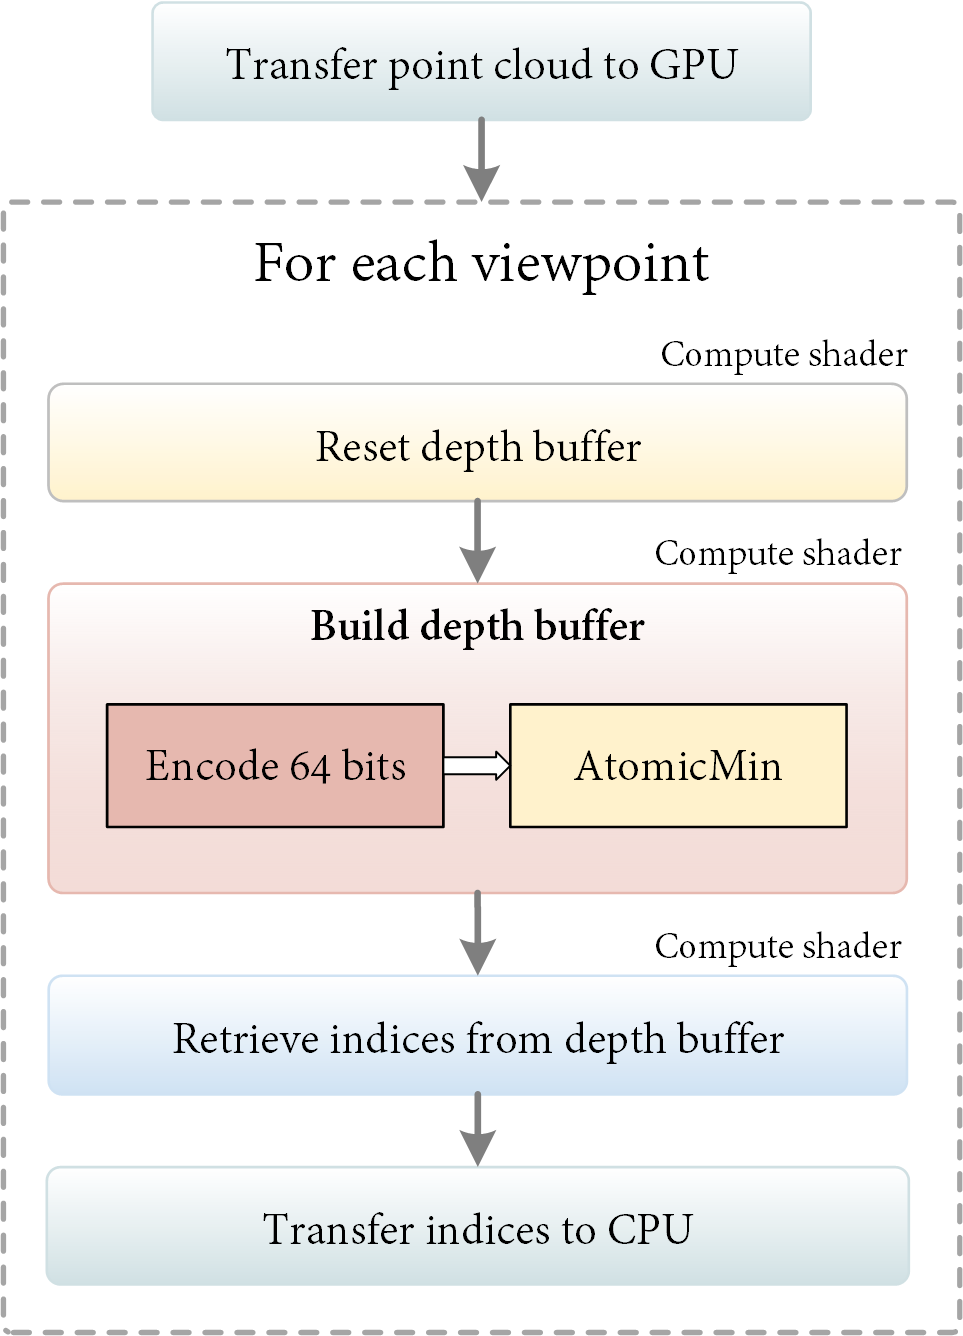 Transfer point cloud to GPU
For each viewpoint
Compute shader
Reset depth buffer
Compute shader
Build depth buffer
Encode 64 bits
AtomicMin
Compute shader
Retrieve indices from depth buffer
Transfer indices to CPU